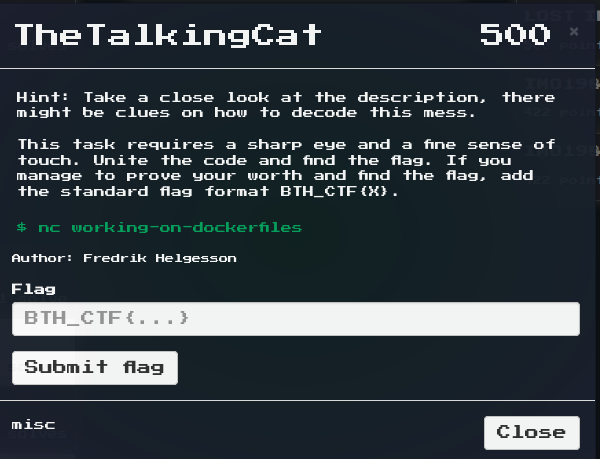 TheTalkingCat 500 ×
Hint: Take a close look at the description, there
might be clues on how to decode this mess.
This task requires a sharp eye and a fine sense of
touch. Unite the code and find the flag. If you
manage to prove your worth and find the flag, add
the standard flag format BTH_CTF{X}.
$ nc working-on-dockerfiles
Author: Fredrik Helgesson
Flag
BTH_CTF{...}
Submit flag
misc
Close